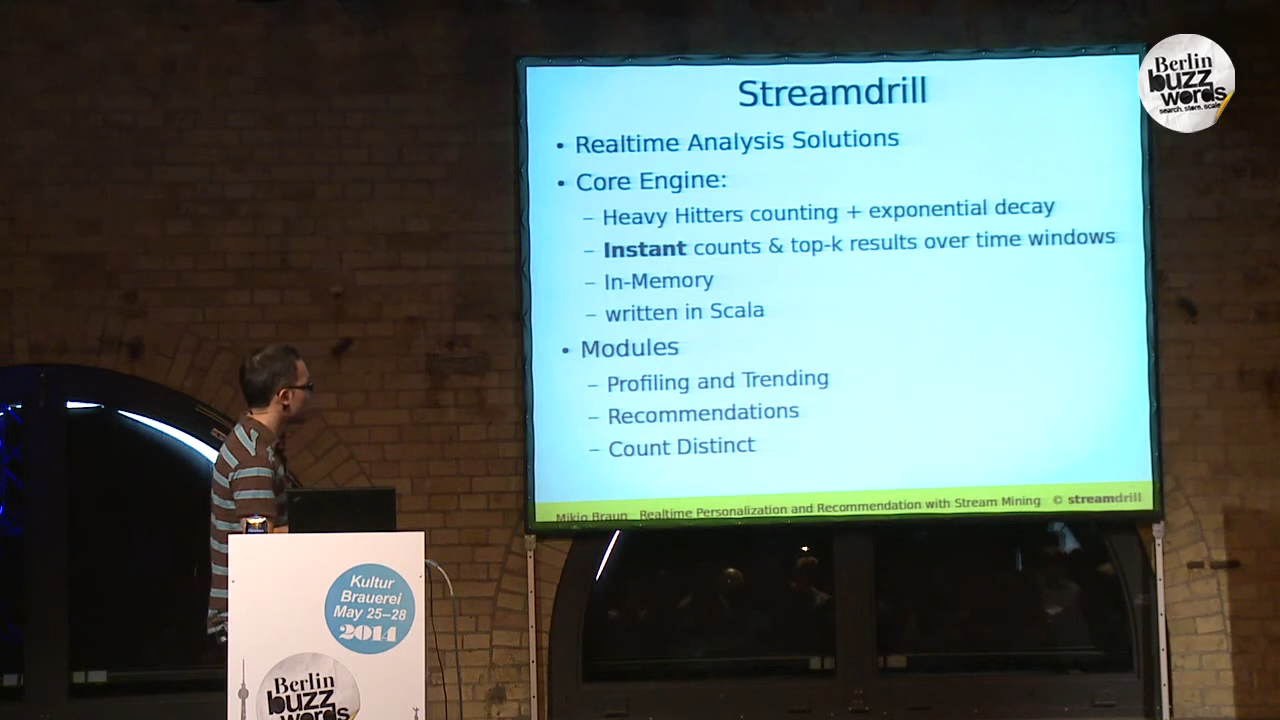 Streamdrill
• Realtime Analysis Solutions
• Core Engine:
– Heavy Hitters counting + exponential decay
– Instant counts & top-k results over time windows
– In-Memory
– written in Scala
• Modules
– Profiling and Trending
– Recommendations
– Count Distinct
Mikio Braun Realtime Personalization and Recommendation with Stream Mining © streamdrill
Berlin
buzz
words
search. store. scale
Kultur
Brauerei
May 25–28
2014
Berlin
buzz
words